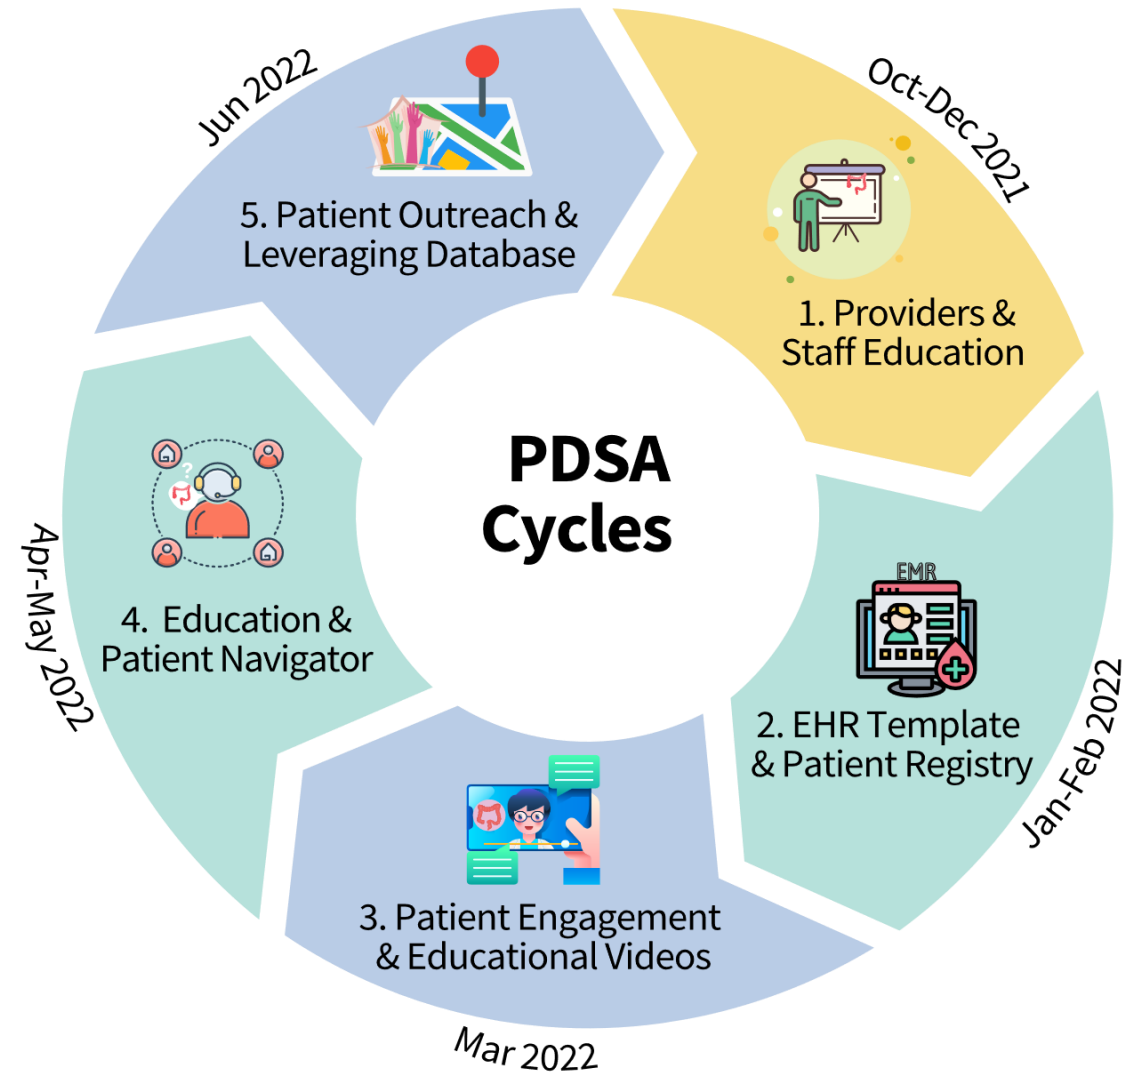 PDSA
Cycles
Oct-Dec 2021
1. Providers &
Staff Education
Jan-Feb 2022
EMR
2. EHR Template
& Patient Registry
Mar 2022
3. Patient Engagement
& Educational Videos
Apr-May 2022
?
4. Education &
Patient Navigator
Jun 2022
5. Patient Outreach &
Leveraging Database